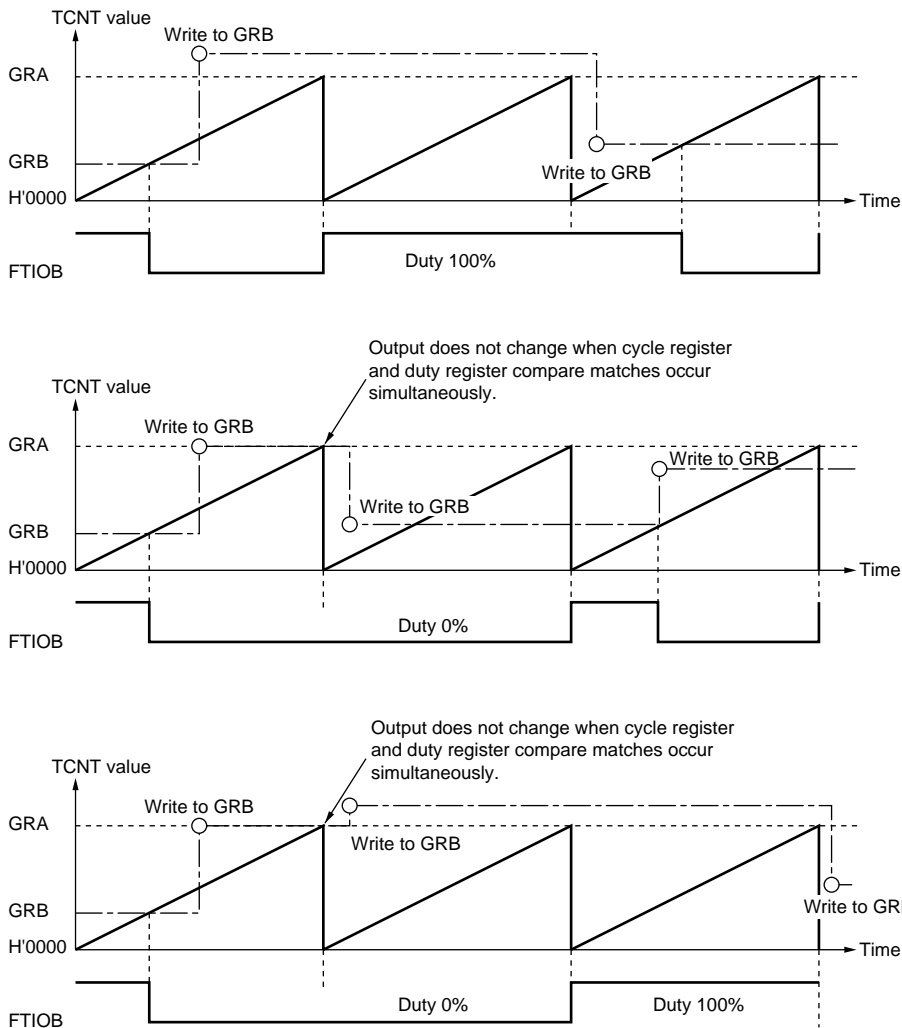 TCNT value
Write to GRB
GRA
GRB
Write to GRB
H'0000
Time
Duty 100%
FTIOB
Output does not change when cycle register
and duty register compare matches occur
simultaneously.
TCNT value
Write to GRB
GRA
Write to GRB
Write to GRB
GRB
H'0000
Time
Duty 0%
FTIOB
Output does not change when cycle register
and duty register compare matches occur
simultaneously.
TCNT value
Write to GRB
GRA
Write to GRB
GRB
Write to
H'0000
Time
Duty 0%
Duty 100%
FTIOB